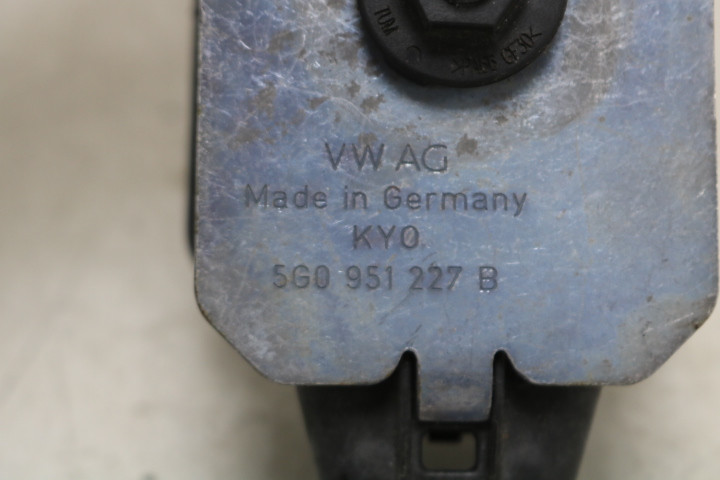 VW AG
Made in Germany
KYO
5G0 951 227 B